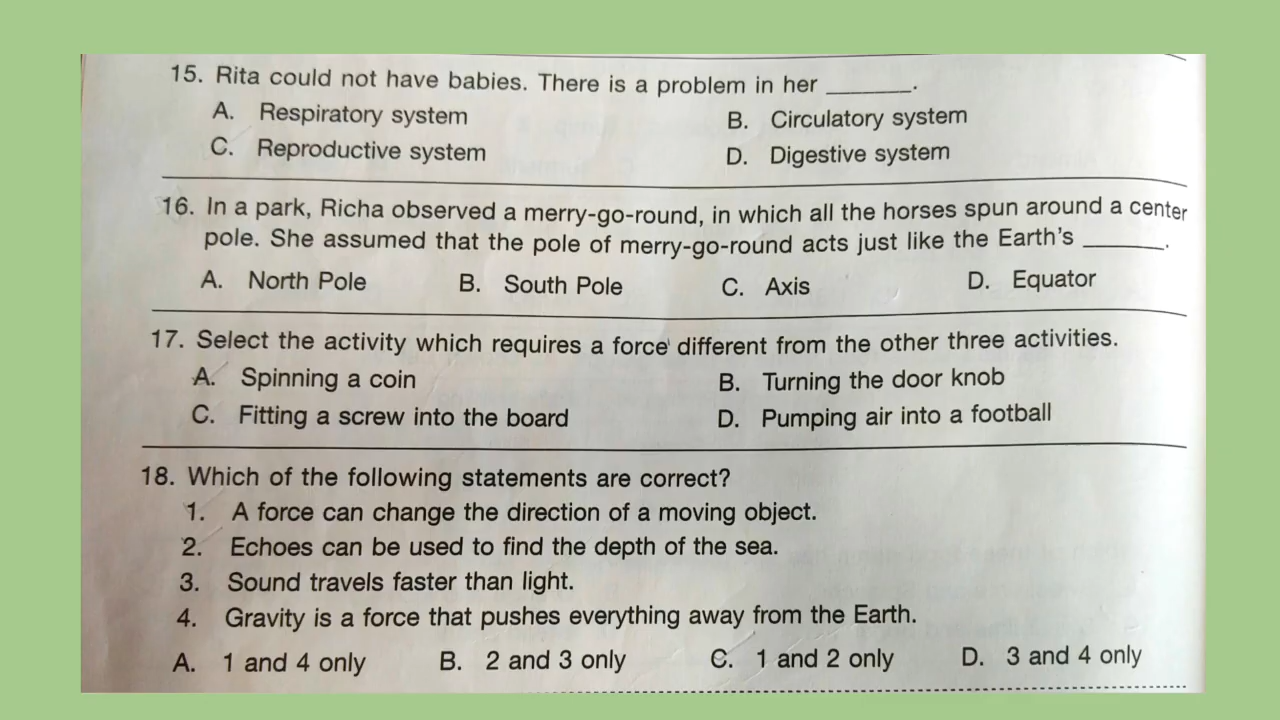 15. Rita could not have babies. There is a problem in her ______.
A. Respiratory system B. Circulatory system
C. Reproductive system D. Digestive system
16. In a park, Richa observed a merry-go-round, in which all the horses spun around a center
pole. She assumed that the pole of merry-go-round acts just like the Earth's ______.
A. North Pole B. South Pole C. Axis D. Equator
17. Select the activity which requires a force different from the other three activities.
A. Spinning a coin B. Turning the door knob
C. Fitting a screw into the board D. Pumping air into a football
18. Which of the following statements are correct?
1. A force can change the direction of a moving object.
2. Echoes can be used to find the depth of the sea.
3. Sound travels faster than light.
4. Gravity is a force that pushes everything away from the Earth.
A. 1 and 4 only B. 2 and 3 only C. 1 and 2 only D. 3 and 4 only